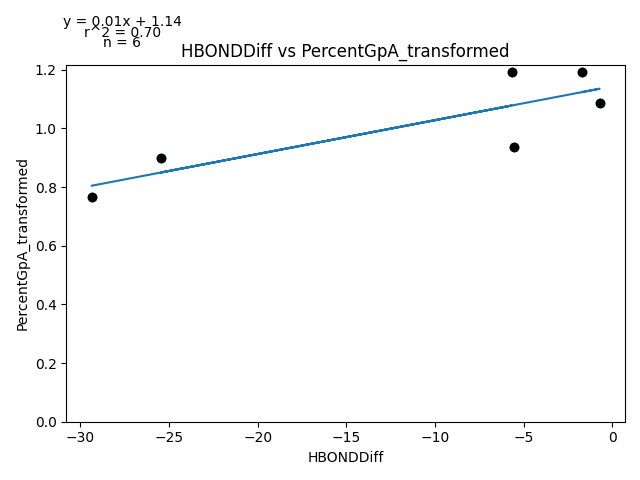 y = 0.01x + 1.14
r^2 = 0.70
n = 6
HBONDDiff vs PercentGpA_transformed
1.2
1.0
0.8
0.6
0.4
0.2
0.0
PercentGpA_transformed
−30
−25
−20
−15
−10
−5
0
HBONDDiff